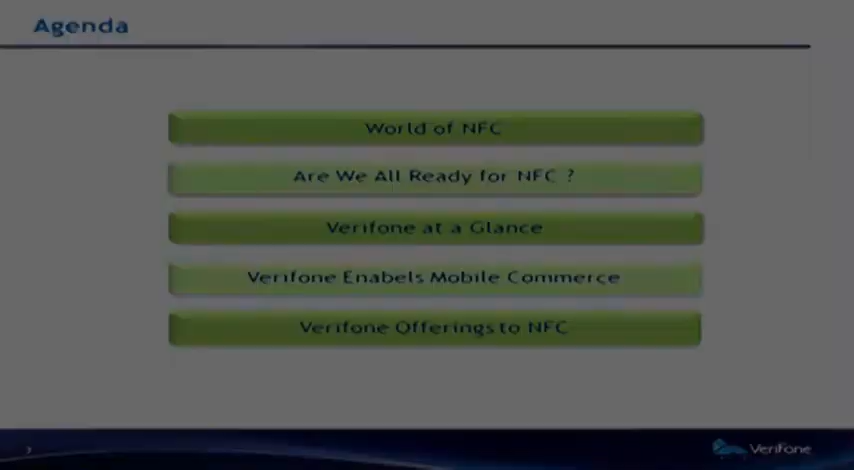 Agenda
World of NFC
Are We All Ready for NFC ?
Verifone at a Glance
Verifone Enabels Mobile Commerce
Verifone Offerings to NFC
VeriFone